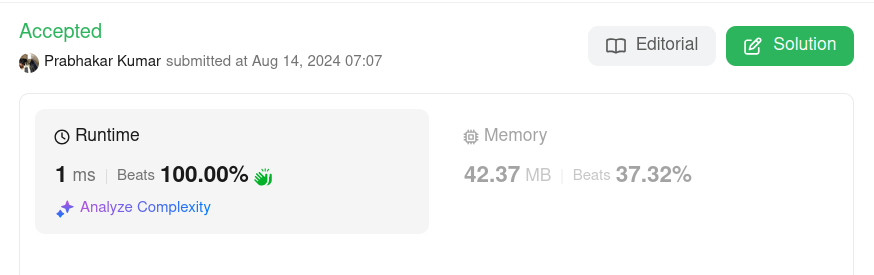 Accepted
Prabhakar Kumar submitted at Aug 14, 2024 07:07
Editorial
Solution
Runtime
1 ms | Beats 100.00%
Analyze Complexity
Memory
42.37 MB | Beats 37.32%